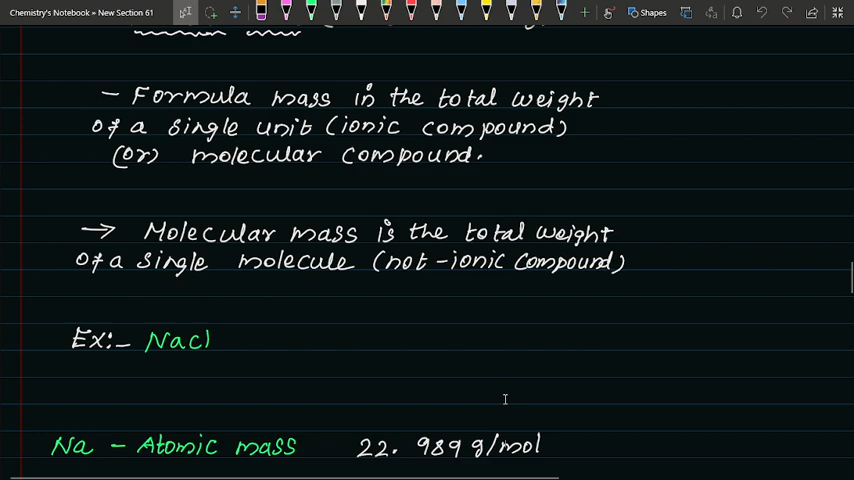 Chemistry's Notebook » New Section 61
Shapes
- Formula mass in the total weight
of a single unit (ionic compound)
(or) molecular compound.
→ Molecular mass is the total weight
of a single molecule (not-ionic compound)
Ex:- NaCl
Na - Atomic mass 22.989 g/mol